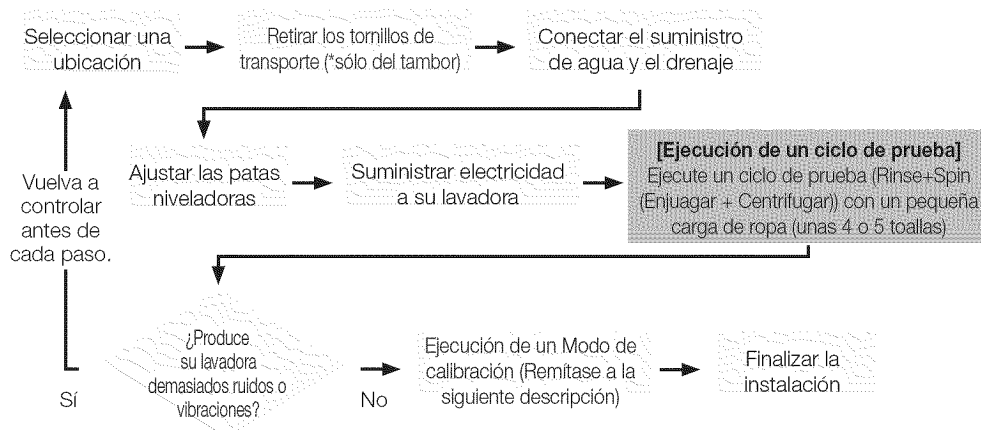 Seleccionar una
ubicación
Retirar los tornillos de
transporte (*sólo del tambor)
Conectar el suministro
de agua y el drenaje
Ajustar las patas
niveladoras
Suministrar electricidad
a su lavadora
[Ejecución de un ciclo de prueba]
Ejecute un ciclo de prueba (Rinse+Spin
(Enjuagar + Centrifugar)) con un pequeña
carga de ropa (unas 4 o 5 toallas)
Vuelva a
controlar
antes de
cada paso.
¿Produce
su lavadora
demasiados ruidos o
vibraciones?
Sí
No
Ejecución de un Modo de
calibración (Remítase a la
siguiente descripción)
Finalizar la
instalación